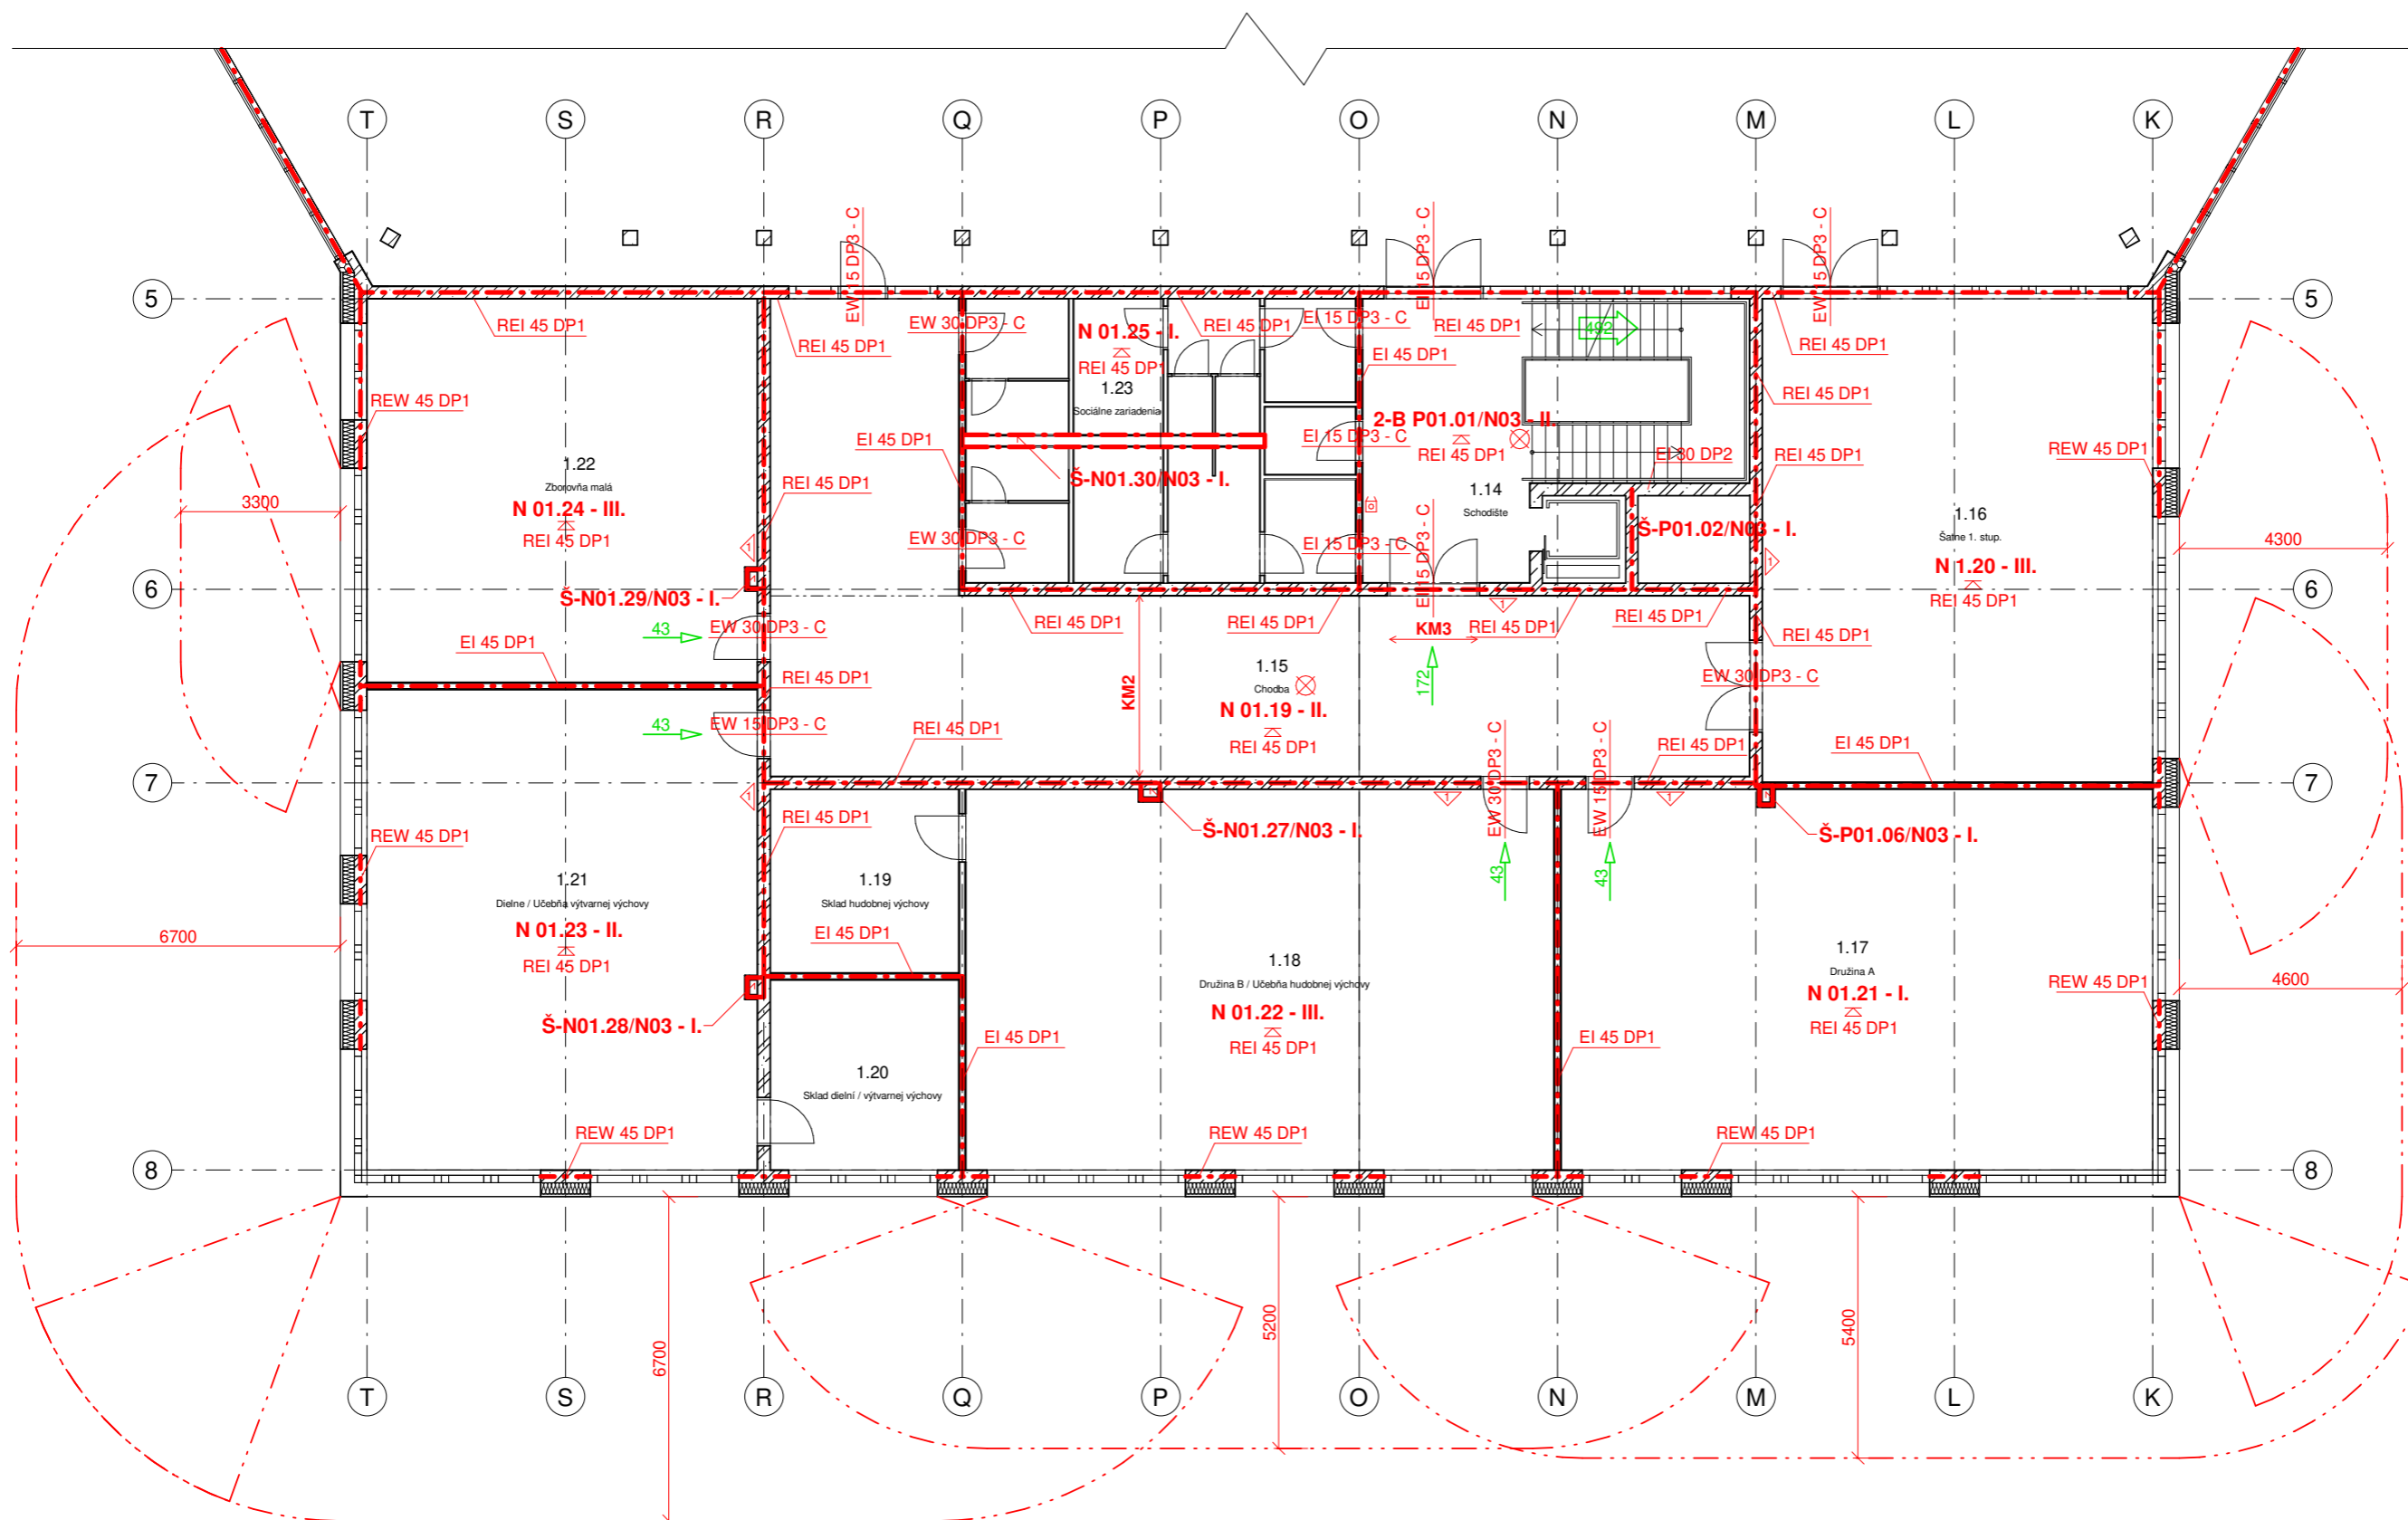 T
S
R
Q
P
O
N
M
L
K
5
5
EW 15 DP3 - C
EI 15 DP3 - C
EW 15 DP3 - C
REI 45 DP1
REI 45 DP1
EW 30 DP3 - C
N 01.25 - I.
REI 45 DP1
1.23
Sociálne zariadenia
REI 45 DP1
EI 15 DP3 - C
EI 45 DP1
REI 45 DP1
492
REI 45 DP1
REI 45 DP1
REW 45 DP1
2-B P01.01/N03 - II.
REI 45 DP1
EI 45 DP1
EI 15 DP3 - C
EI 30 DP2
REI 45 DP1
REW 45 DP1
1.22
Zborovňa malá
N 01.24 - III.
REI 45 DP1
REI 45 DP1
Š-N01.30/N03 - I.
1.14
Schodište
3300
1.16
Šatne 1. stup.
N 1.20 - III.
REI 45 DP1
4300
Š-P01.02/N03 - I.
EW 30 DP3 - C
EI 15 DP3 - C
EI 15 DP3 - C
1
1
6
6
Š-N01.29/N03 - I.
1
43
EW 30 DP3 - C
REI 45 DP1
REI 45 DP1
KM3
REI 45 DP1
REI 45 DP1
REI 45 DP1
EI 45 DP1
REI 45 DP1
KM2
1.15
Chodba
N 01.19 - II.
REI 45 DP1
172
EW 30 DP3 - C
43
EW 15 DP3 - C
REI 45 DP1
EW 30 DP3 - C
EW 15 DP3 - C
REI 45 DP1
EI 45 DP1
7
7
1
1
1
REW 45 DP1
REI 45 DP1
Š-N01.27/N03 - I.
Š-P01.06/N03 - I.
43
43
1.21
Dielne / Učebňa výtvarnej výchovy
N 01.23 - II.
REI 45 DP1
1.19
Sklad hudobnej výchovy
EI 45 DP1
6700
1.18
Družina B / Učebňa hudobnej výchovy
N 01.22 - III.
REI 45 DP1
1.17
Družina A
N 01.21 - I.
REI 45 DP1
REW 45 DP1
4600
Š-N01.28/N03 - I.
EI 45 DP1
EI 45 DP1
1.20
Sklad dielní / výtvarnej výchovy
REW 45 DP1
REW 45 DP1
REW 45 DP1
8
8
6700
5200
5400
T
S
R
Q
P
O
N
M
L
K